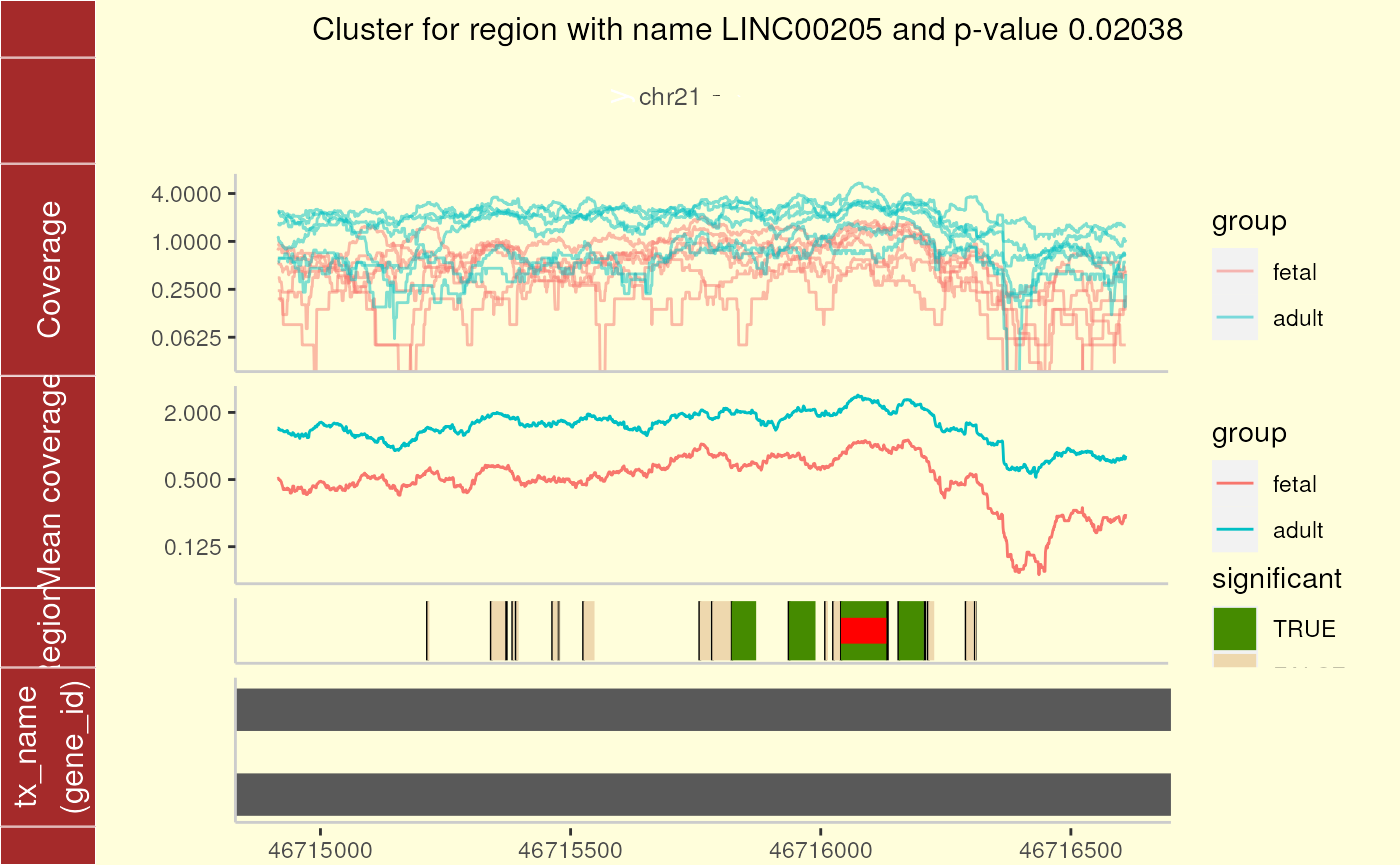 Cluster for region with name LINC00205 and p-value 0.02038
> chr21 -
Coverage
4.0000
1.0000
0.2500
0.0625
group
fetal
adult
Mean coverage
2.000
0.500
0.125
group
fetal
adult
significant
TRUE
tx_name
(gene_id)
46715000 46715500 46716000 46716500